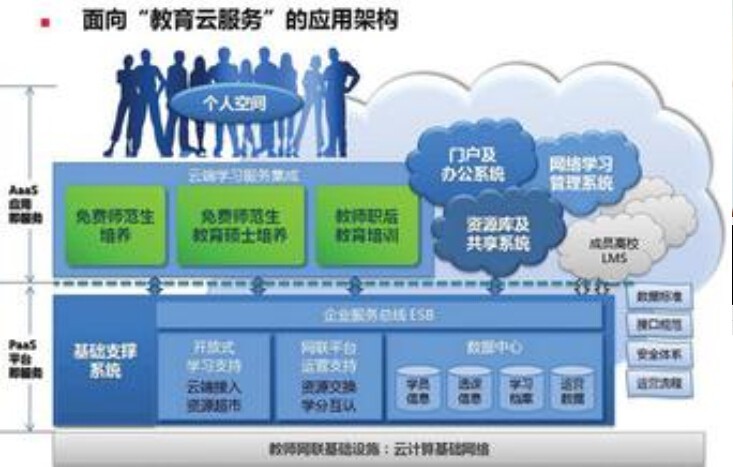 面向“教育云服务”的应用架构
个人空间
云端学习服务集成
免费师范生
培养
免费师范生
教育硕士培养
教师职后
教育培训
门户及
办公系统
网络学习
管理系统
资源库及
共享系统
成员高校
LMS
AaaS
应用
即服务
PaaS
平台
即服务
基础支撑
系统
企业服务总线 ESB
开放式
学习支持
云端接入
资源超市
网联平台
运营支持
资源交换
学分互认
数据中心
学员
信息
选课
信息
学习
档案
运营
数据
数据标准
接口规范
安全体系
运营流程
教师网联基础设施：云计算基础网络